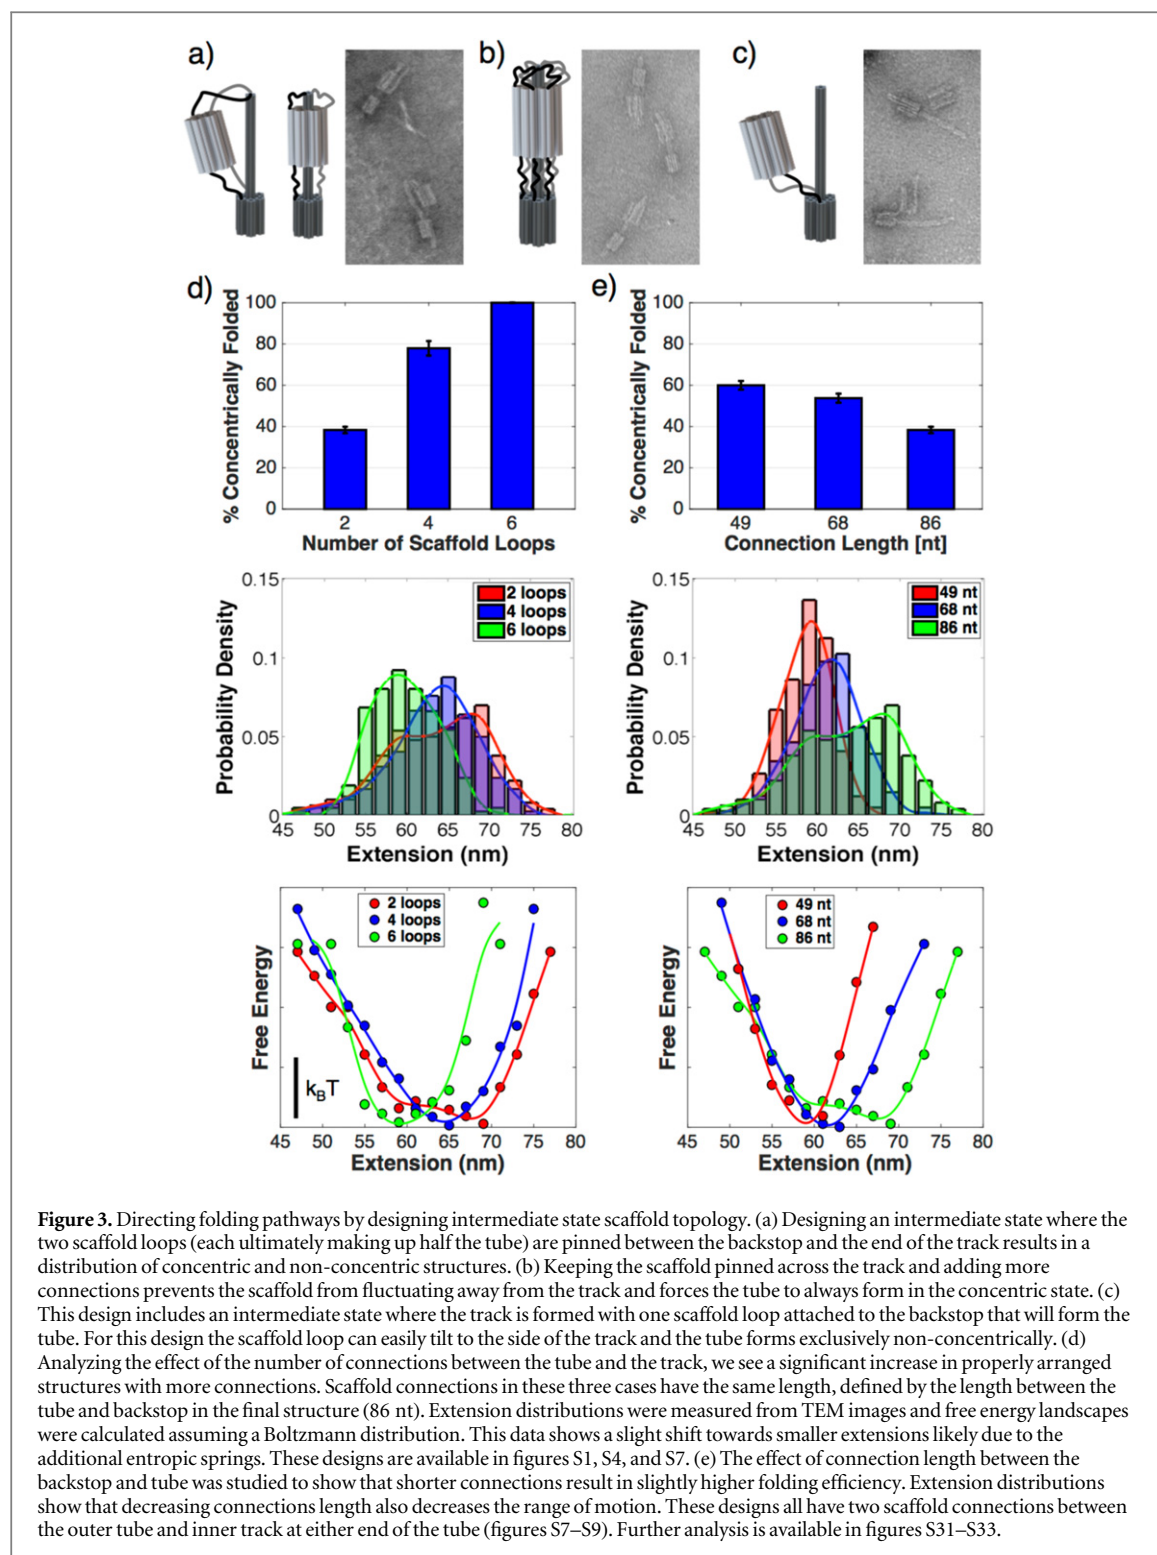 a)
b)
c)
d)
% Concentrically Folded
100
80
60
40
20
0
2 4 6
Number of Scaffold Loops
e)
% Concentrically Folded
100
80
60
40
20
0
49 68 86
Connection Length [nt]
Probability Density
0.15
0.1
0.05
0
2 loops
4 loops
6 loops
45 50 55 60 65 70 75 80
Extension (nm)
Probability Density
0.15
0.1
0.05
0
49 nt
68 nt
86 nt
45 50 55 60 65 70 75 80
Extension (nm)
Free Energy
2 loops
4 loops
6 loops
kBT
45 50 55 60 65 70 75 80
Extension (nm)
Free Energy
49 nt
68 nt
86 nt
45 50 55 60 65 70 75 80
Extension (nm)
Figure 3. Directing folding pathways by designing intermediate state scaffold topology. (a) Designing an intermediate state where the
two scaffold loops (each ultimately making up half the tube) are pinned between the backstop and the end of the track results in a
distribution of concentric and non-concentric structures. (b) Keeping the scaffold pinned across the track and adding more
connections prevents the scaffold from fluctuating away from the track and forces the tube to always form in the concentric state. (c)
This design includes an intermediate state where the track is formed with one scaffold loop attached to the backstop that will form the
tube. For this design the scaffold loop can easily tilt to the side of the track and the tube forms exclusively non-concentrically. (d)
Analyzing the effect of the number of connections between the tube and the track, we see a significant increase in properly arranged
structures with more connections. Scaffold connections in these three cases have the same length, defined by the length between the
tube and backstop in the final structure (86 nt). Extension distributions were measured from TEM images and free energy landscapes
were calculated assuming a Boltzmann distribution. This data shows a slight shift towards smaller extensions likely due to the
additional entropic springs. These designs are available in figures S1, S4, and S7. (e) The effect of connection length between the
backstop and tube was studied to show that shorter connections result in slightly higher folding efficiency. Extension distributions
show that decreasing connections length also decreases the range of motion. These designs all have two scaffold connections between
the outer tube and inner track at either end of the tube (figures S7–S9). Further analysis is available in figures S31–S33.